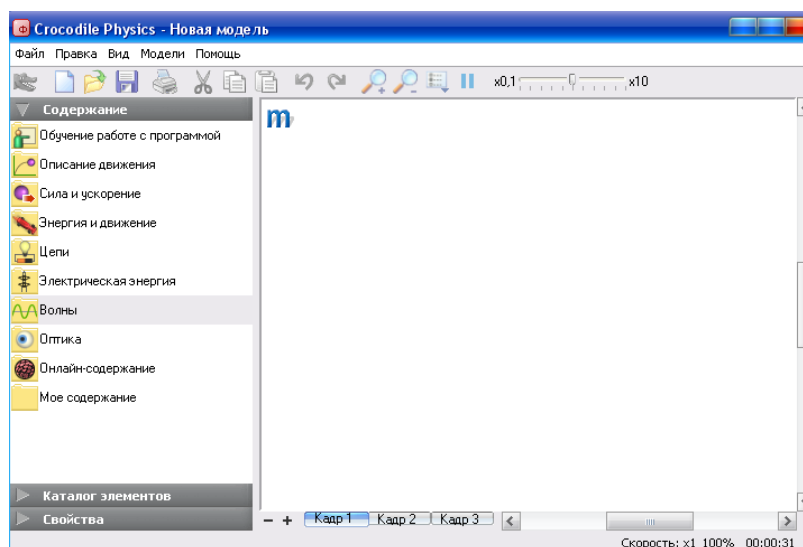 Crocodile Physics - Новая модель
Файл Правка Вид Модели Помощь
x0,1 x10
Содержание
m
Обучение работе с программой
Описание движения
Сила и ускорение
Энергия и движение
Цепи
Электрическая энергия
Волны
Оптика
Онлайн-содержание
Мое содержание
Каталог элементов
Свойства
- + Кадр 1 Кадр 2 Кадр 3
Скорость: x1 100% 00:00:31